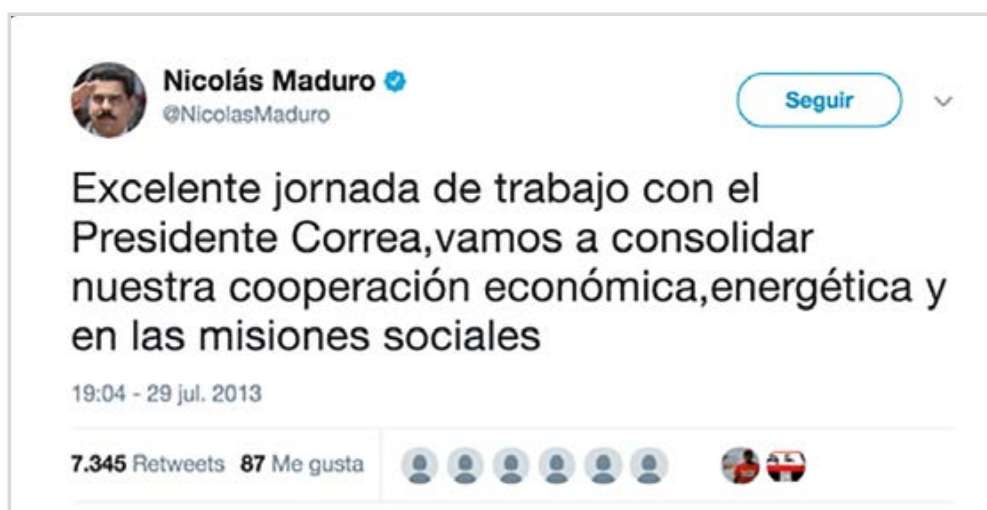 Nicolás Maduro
@NicolasMaduro
Seguir
Excelente jornada de trabajo con el
Presidente Correa,vamos a consolidar
nuestra cooperación económica,energética y
en las misiones sociales
19:04 - 29 jul. 2013
7.345 Retweets 87 Me gusta